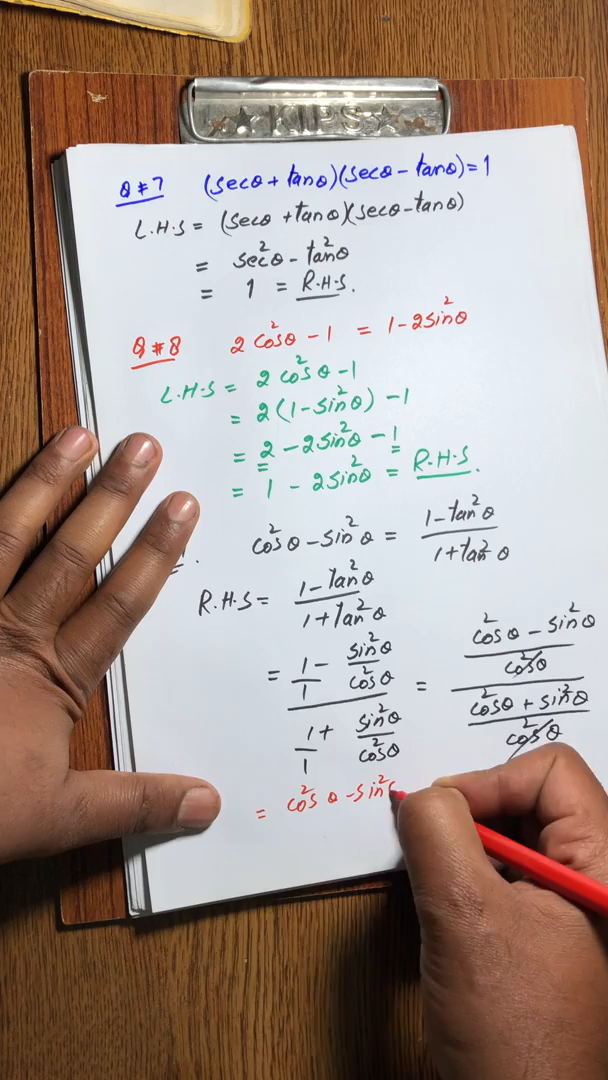 KIPS
Q#7 (secθ + tanθ)(secθ - tanθ) = 1
L.H.S = (secθ + tanθ)(secθ - tanθ)
= sec²θ - tan²θ
= 1 = R.H.S.
Q#8 2cos²θ - 1 = 1 - 2sin²θ
L.H.S = 2cos²θ - 1
= 2(1 - sin²θ) - 1
= 2 - 2sin²θ - 1
= 1 - 2sin²θ = R.H.S.
cos²θ - sin²θ = (1 - tan²θ)/(1 + tan²θ)
R.H.S = (1 - tan²θ)/(1 + tan²θ)
= (1/1 - sin²θ/cos²θ)/(1/1 + sin²θ/cos²θ) = ((cos²θ - sin²θ)/cos²θ)/((cos²θ + sin²θ)/cos²θ)
= cos²θ - sin²